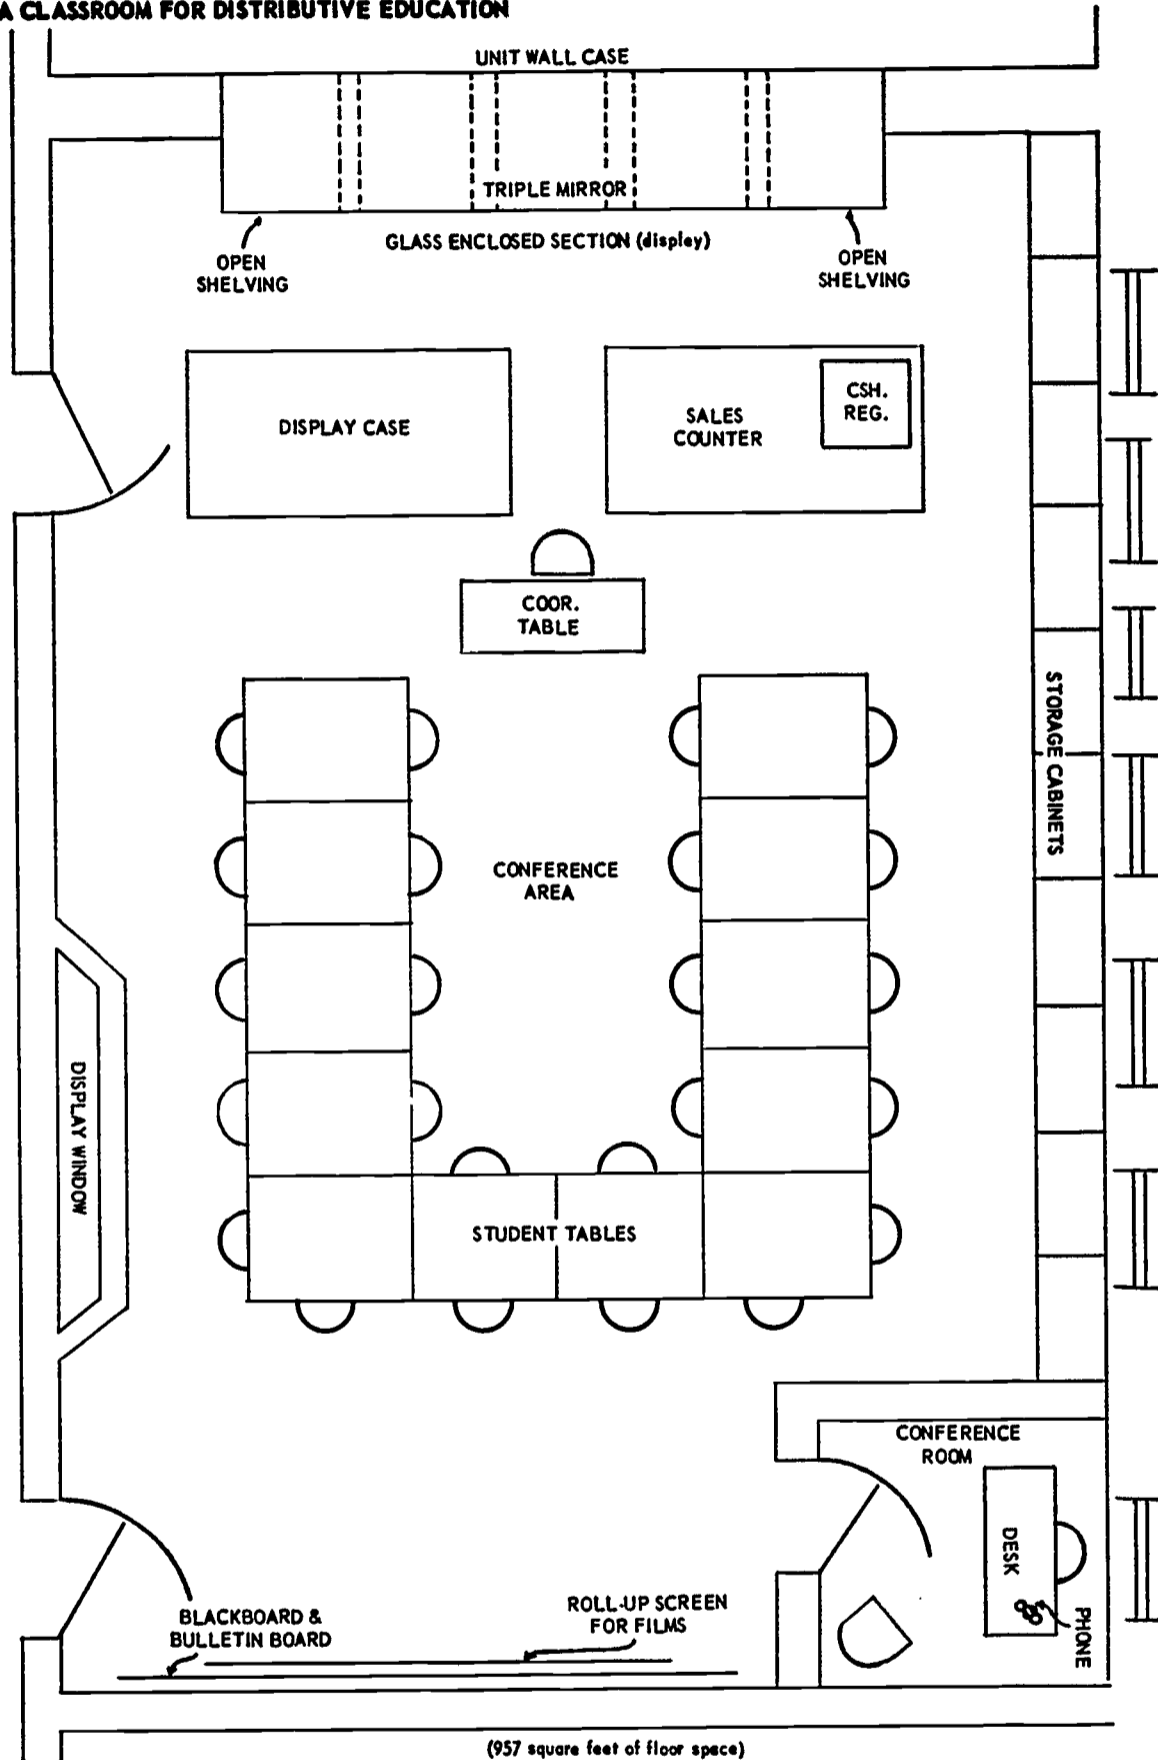 A CLASSROOM FOR DISTRIBUTIVE EDUCATION
UNIT WALL CASE
TRIPLE MIRROR
GLASS ENCLOSED SECTION (display)
OPEN
SHELVING
OPEN
SHELVING
DISPLAY CASE
SALES
COUNTER
CSH.
REG.
COOR.
TABLE
STORAGE CABINETS
CONFERENCE
AREA
DISPLAY WINDOW
STUDENT TABLES
CONFERENCE
ROOM
DESK
PHONE
BLACKBOARD &
BULLETIN BOARD
ROLL-UP SCREEN
FOR FILMS
(957 square feet of floor space)